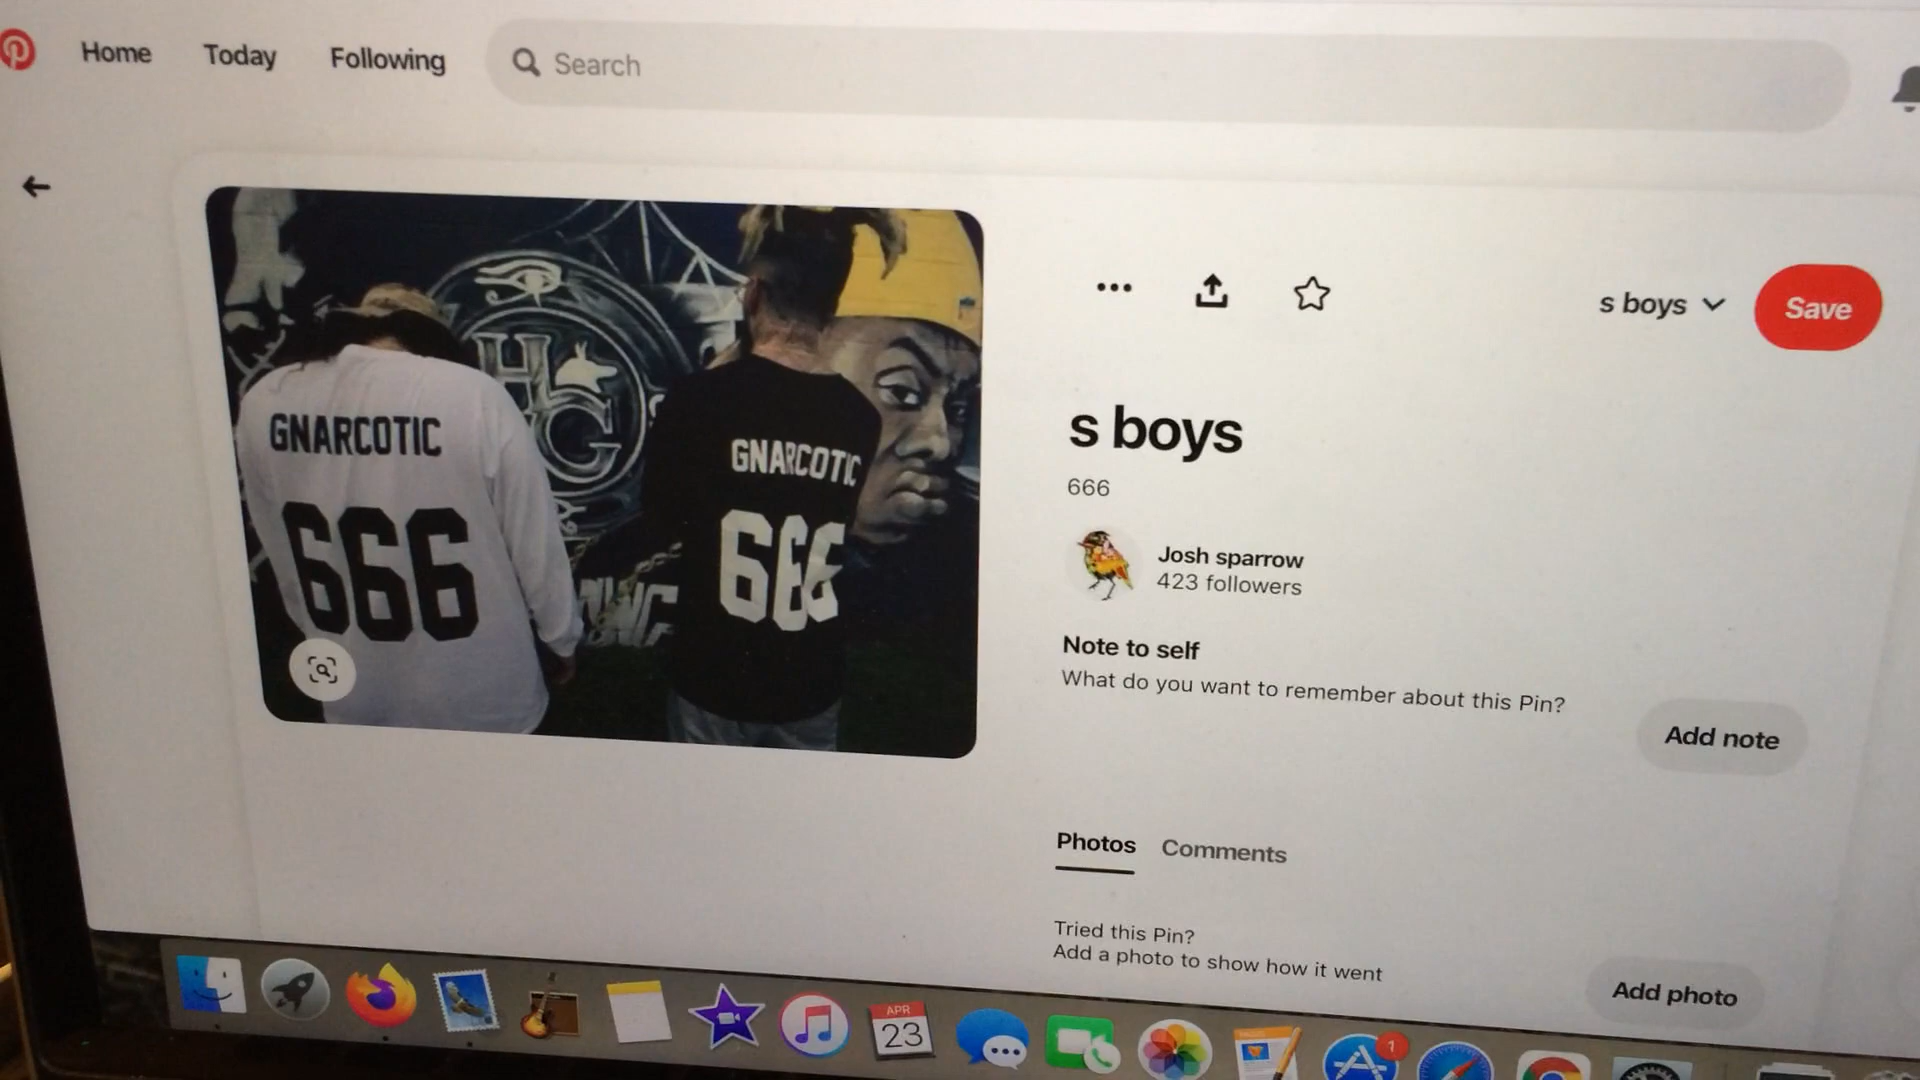 Home Today Following Search
s boys Save
GNARCOTIC
666
HG
GNARCOTIC
666
s boys
666
Josh sparrow
423 followers
Note to self
What do you want to remember about this Pin?
Add note
Photos Comments
Tried this Pin?
Add a photo to show how it went
Add photo
APR
23
1